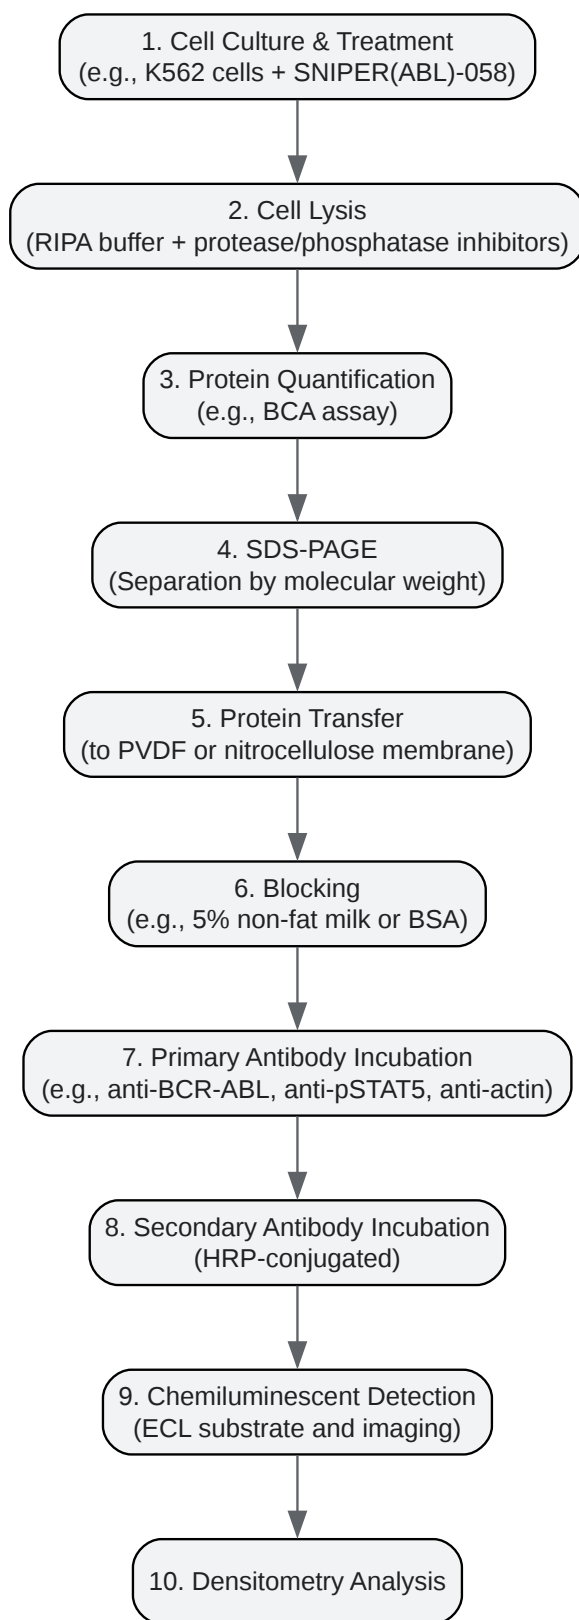 1. Cell Culture & Treatment
(e.g., K562 cells + SNIPER(ABL)-058)
2. Cell Lysis
(RIPA buffer + protease/phosphatase inhibitors)
3. Protein Quantification
(e.g., BCA assay)
4. SDS-PAGE
(Separation by molecular weight)
5. Protein Transfer
(to PVDF or nitrocellulose membrane)
6. Blocking
(e.g., 5% non-fat milk or BSA)
7. Primary Antibody Incubation
(e.g., anti-BCR-ABL, anti-pSTAT5, anti-actin)
8. Secondary Antibody Incubation
(HRP-conjugated)
9. Chemiluminescent Detection
(ECL substrate and imaging)
10. Densitometry Analysis